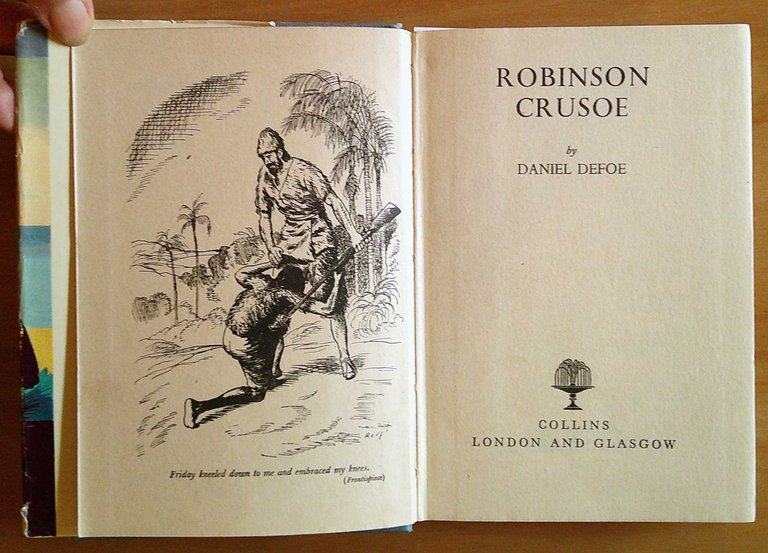 Friday kneeled down to me and embraced my knees.
(Frontispiece)
ROBINSON
CRUSOE
by
DANIEL DEFOE
COLLINS
LONDON AND GLASGOW